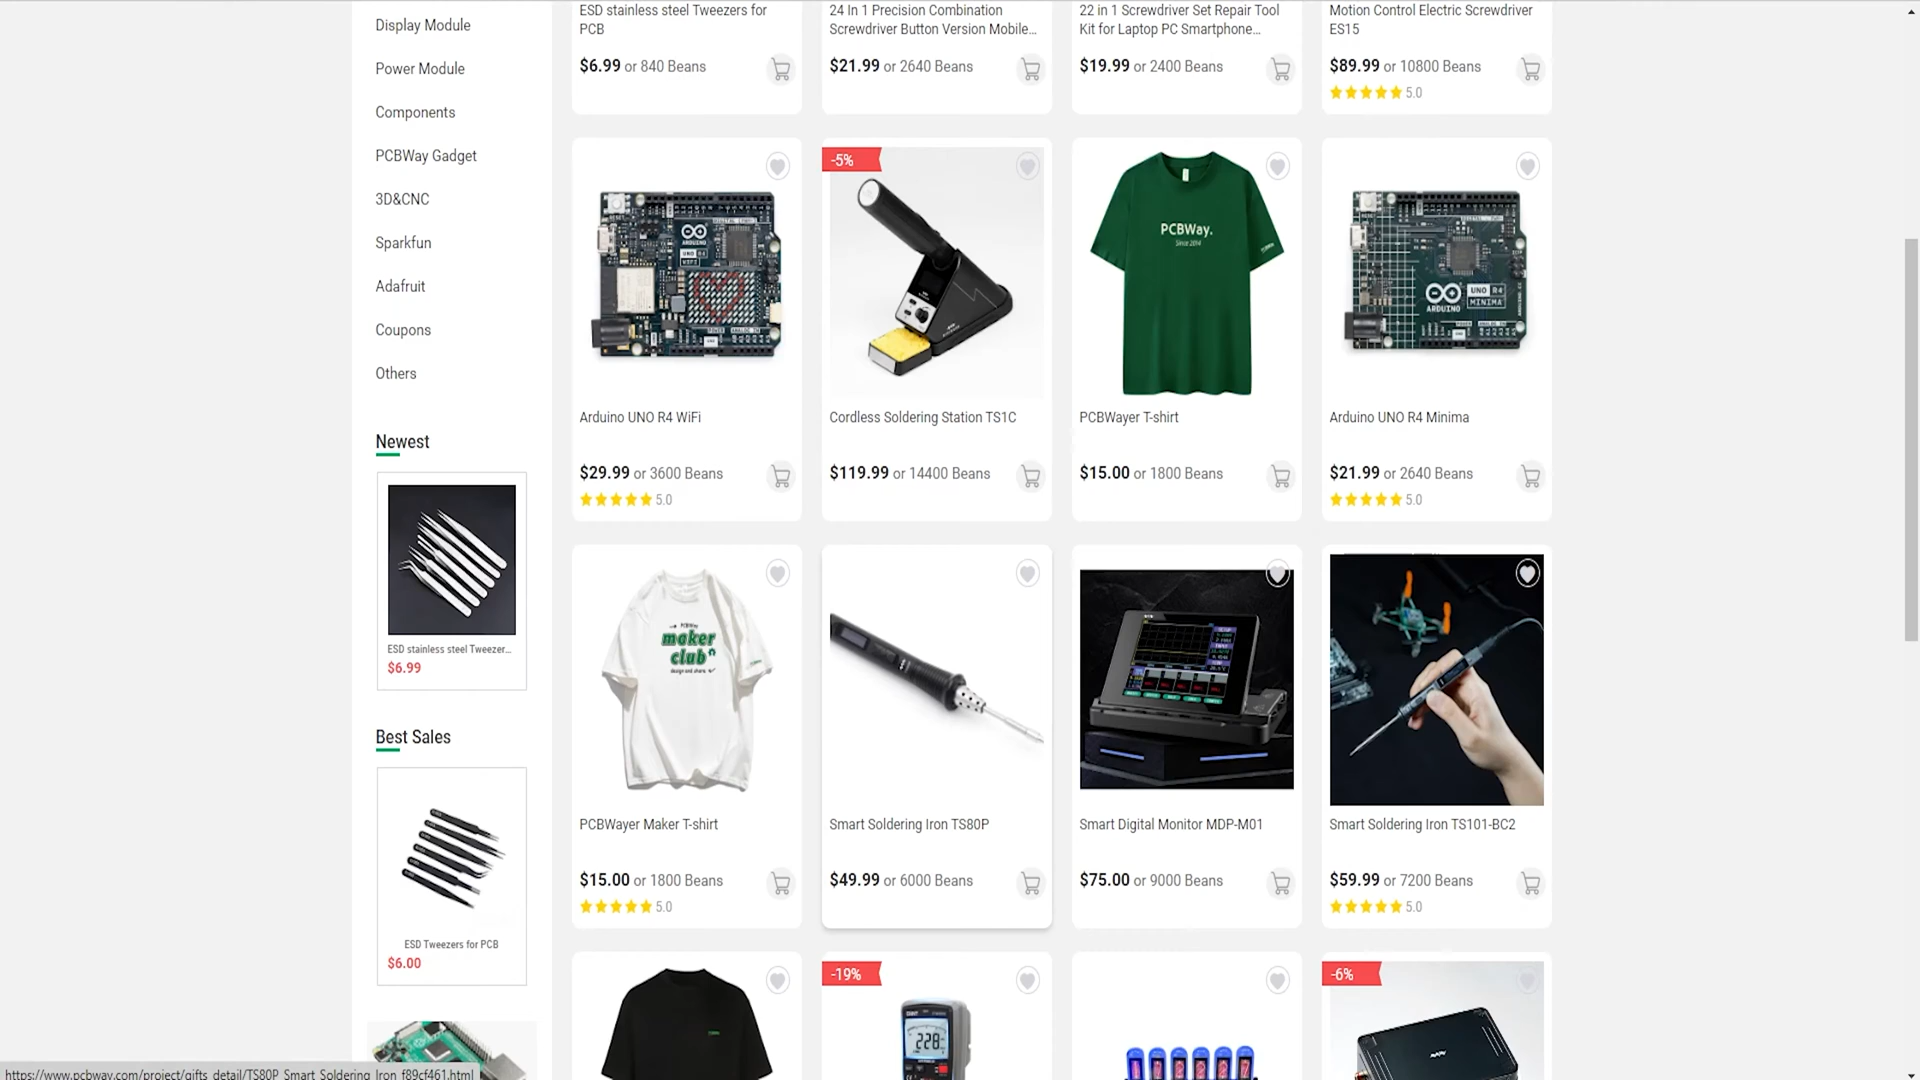 Display Module
Power Module
Components
PCBWay Gadget
3D&CNC
Sparkfun
Adafruit
Coupons
Others
Newest
ESD stainless steel Tweezer...
$6.99
Best Sales
ESD Tweezers for PCB
$6.00
ESD stainless steel Tweezers for
PCB
$6.99 or 840 Beans
24 In 1 Precision Combination
Screwdriver Button Version Mobile...
$21.99 or 2640 Beans
22 in 1 Screwdriver Set Repair Tool
Kit for Laptop PC Smartphone...
$19.99 or 2400 Beans
Motion Control Electric Screwdriver
ES15
$89.99 or 10800 Beans
5.0
ARDUINO
Arduino UNO R4 WiFi
$29.99 or 3600 Beans
5.0
-5%
Cordless Soldering Station TS1C
$119.99 or 14400 Beans
PCBWay.
Since 2014
PCBWayer T-shirt
$15.00 or 1800 Beans
ARDUINO
UNO R4
MINIMA
Arduino UNO R4 Minima
$21.99 or 2640 Beans
5.0
PCBWay
maker
club
design and share
PCBWayer Maker T-shirt
$15.00 or 1800 Beans
5.0
Smart Soldering Iron TS80P
$49.99 or 6000 Beans
Smart Digital Monitor MDP-M01
$75.00 or 9000 Beans
Smart Soldering Iron TS101-BC2
$59.99 or 7200 Beans
5.0
-19%
228
-6%
https://www.pcbway.com/project/gifts_detail/TS80P_Smart_Soldering_Iron_f89cf461.html